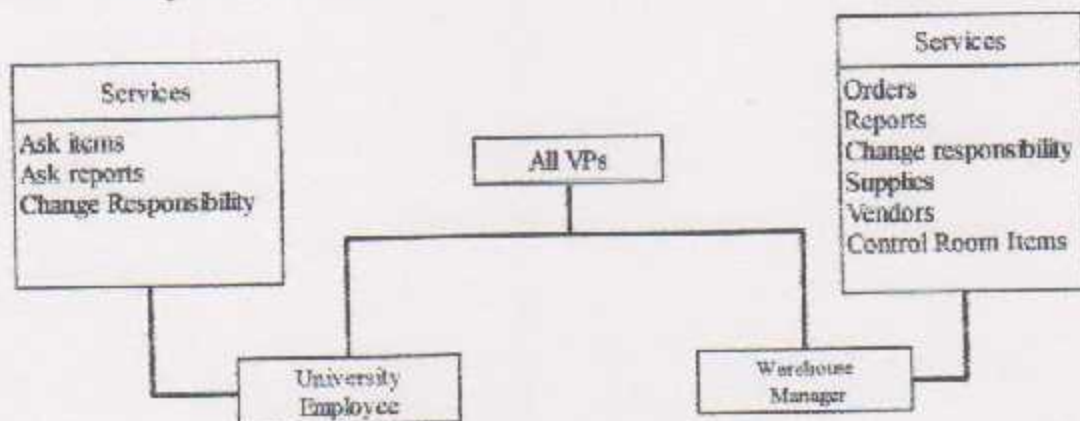 Services
Ask items
Ask reports
Change Responsibility
All VPs
Services
Orders
Reports
Change responsibility
Supplies
Vendors
Control Room Items
University
Employee
Warehouse
Manager